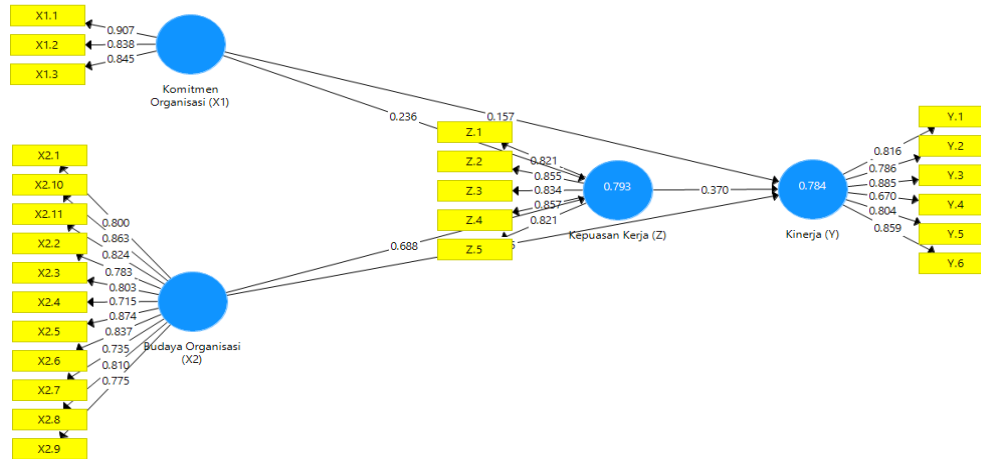 X1.1
X1.2
X1.3
0.907
0.838
0.845
Komitmen
Organisasi (X1)
0.236
0.157
X2.1
X2.10
X2.11
X2.2
X2.3
X2.4
X2.5
X2.6
X2.7
X2.8
X2.9
0.800
0.863
0.824
0.783
0.803
0.715
0.874
0.837
0.735
0.810
0.775
Budaya Organisasi
(X2)
0.688
Z.1
Z.2
Z.3
Z.4
Z.5
0.821
0.855
0.834
0.857
0.821
0.793
Kepuasan Kerja (Z)
0.370
0.784
Kinerja (Y)
0.816
0.786
0.885
0.670
0.804
0.859
Y.1
Y.2
Y.3
Y.4
Y.5
Y.6